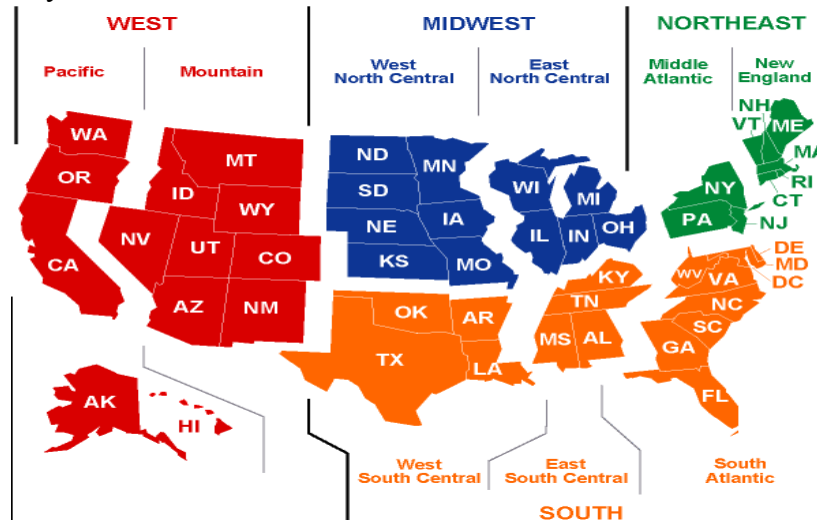 WEST
MIDWEST
NORTHEAST
Pacific
Mountain
West
North Central
East
North Central
Middle
Atlantic
New
England
WA
OR
CA
NV
ID
MT
WY
UT
CO
AZ
NM
AK
HI
ND
SD
NE
KS
MN
IA
MO
WI
IL
MI
IN
OH
NH
VT
ME
MA
RI
CT
NY
PA
NJ
OK
TX
AR
LA
KY
TN
MS
AL
DE
MD
DC
WV
VA
NC
SC
GA
FL
West
South Central
East
South Central
South
Atlantic
SOUTH